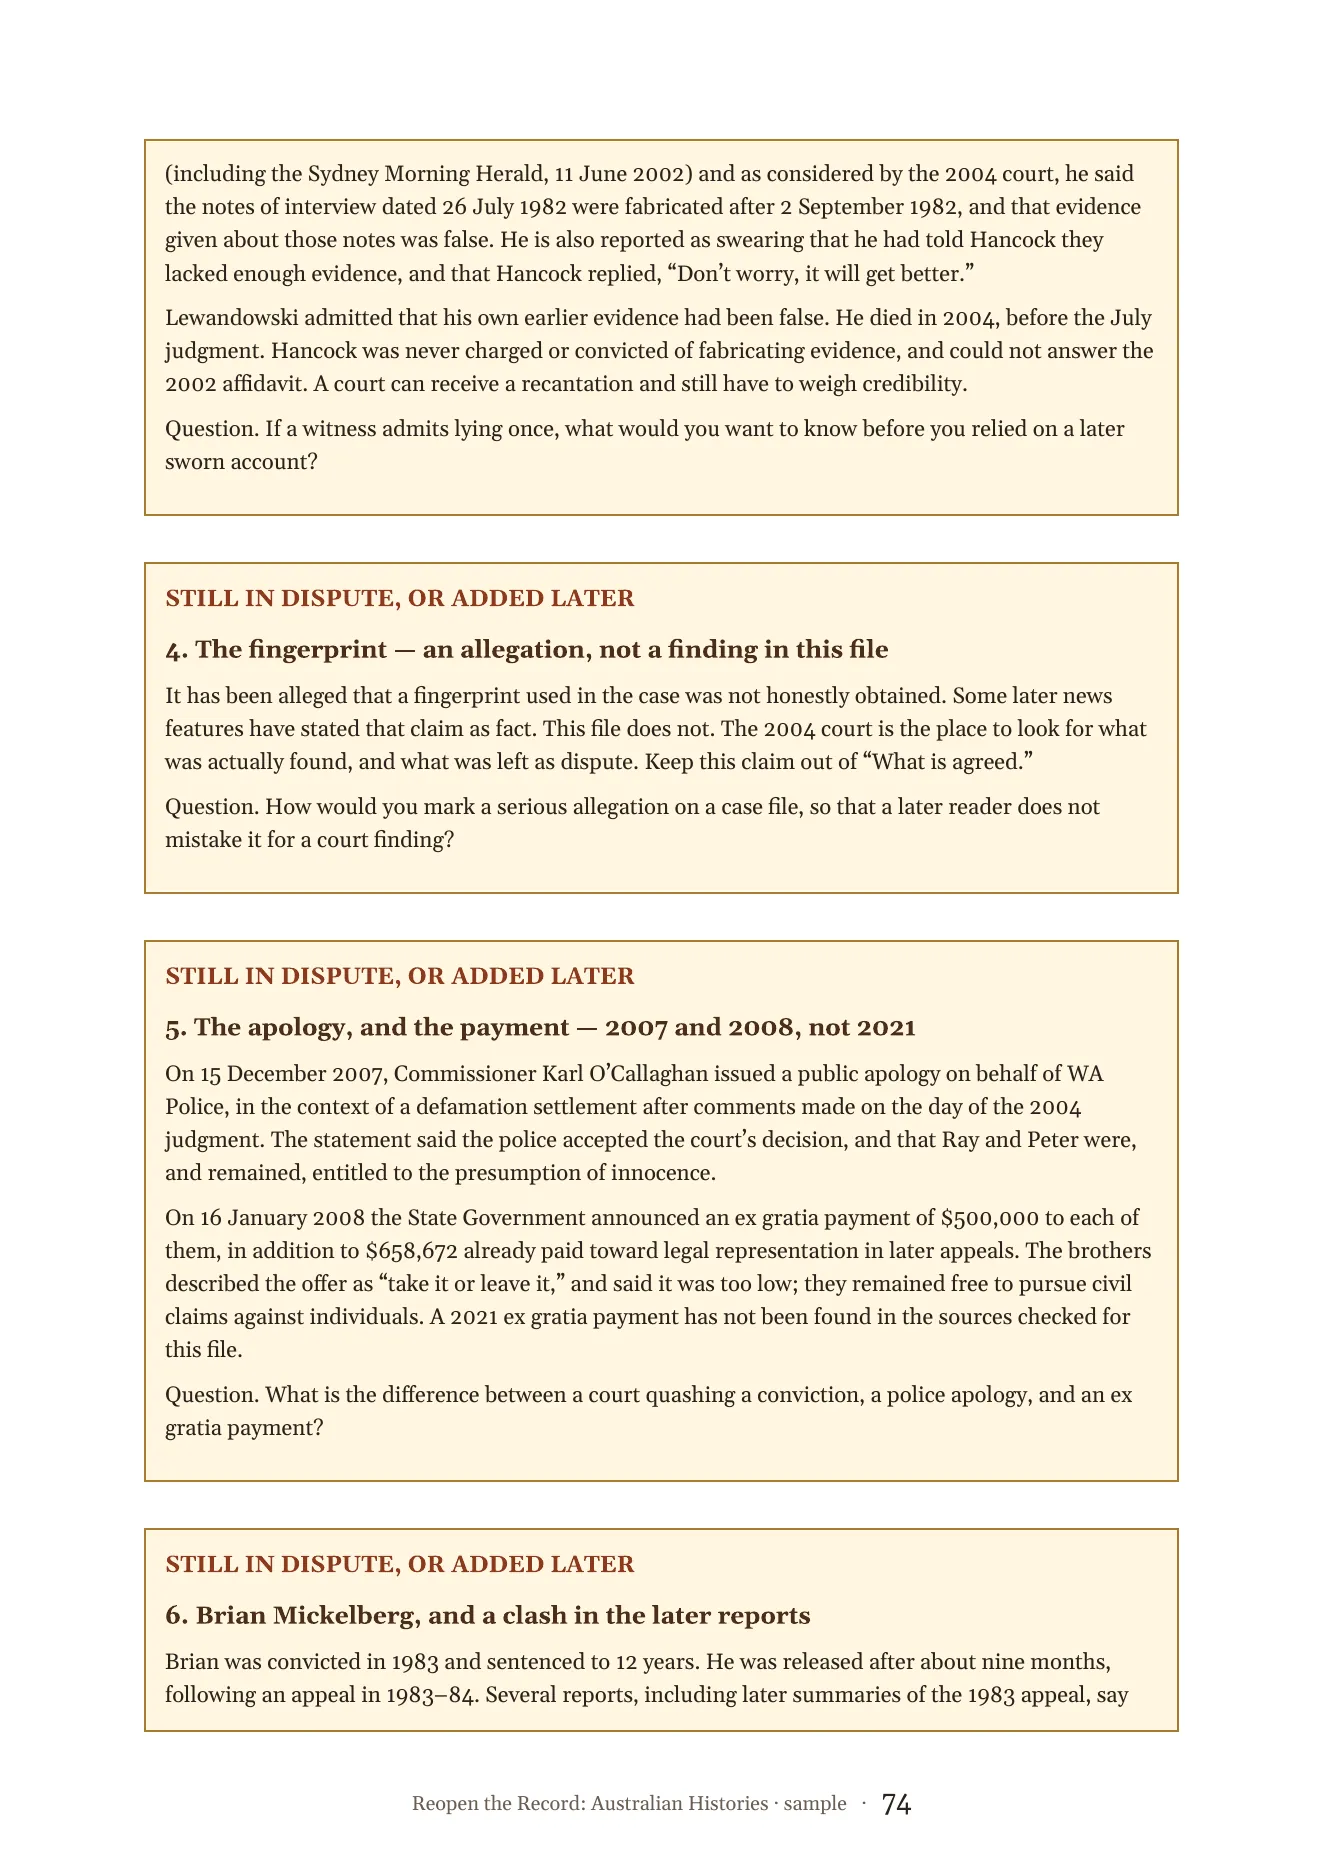 (including the Sydney Morning Herald, 11 June 2002) and as considered by the 2004 court, he said
the notes of interview dated 26 July 1982 were fabricated after 2 September 1982, and that evidence
given about those notes was false. He is also reported as swearing that he had told Hancock they
lacked enough evidence, and that Hancock replied, “Don’t worry, it will get better.”
Lewandowski admitted that his own earlier evidence had been false. He died in 2004, before the July
judgment. Hancock was never charged or convicted of fabricating evidence, and could not answer the
2002 affidavit. A court can receive a recantation and still have to weigh credibility.
Question. If a witness admits lying once, what would you want to know before you relied on a later
sworn account?
STILL IN DISPUTE, OR ADDED LATER
4. The fingerprint — an allegation, not a finding in this file
It has been alleged that a fingerprint used in the case was not honestly obtained. Some later news
features have stated that claim as fact. This file does not. The 2004 court is the place to look for what
was actually found, and what was left as dispute. Keep this claim out of “What is agreed.”
Question. How would you mark a serious allegation on a case file, so that a later reader does not
mistake it for a court finding?
STILL IN DISPUTE, OR ADDED LATER
5. The apology, and the payment — 2007 and 2008, not 2021
On 15 December 2007, Commissioner Karl O’Callaghan issued a public apology on behalf of WA
Police, in the context of a defamation settlement after comments made on the day of the 2004
judgment. The statement said the police accepted the court’s decision, and that Ray and Peter were,
and remained, entitled to the presumption of innocence.
On 16 January 2008 the State Government announced an ex gratia payment of $500,000 to each of
them, in addition to $658,672 already paid toward legal representation in later appeals. The brothers
described the offer as “take it or leave it,” and said it was too low; they remained free to pursue civil
claims against individuals. A 2021 ex gratia payment has not been found in the sources checked for
this file.
Question. What is the difference between a court quashing a conviction, a police apology, and an ex
gratia payment?
STILL IN DISPUTE, OR ADDED LATER
6. Brian Mickelberg, and a clash in the later reports
Brian was convicted in 1983 and sentenced to 12 years. He was released after about nine months,
following an appeal in 1983–84. Several reports, including later summaries of the 1983 appeal, say
Reopen the Record: Australian Histories · sample · 74